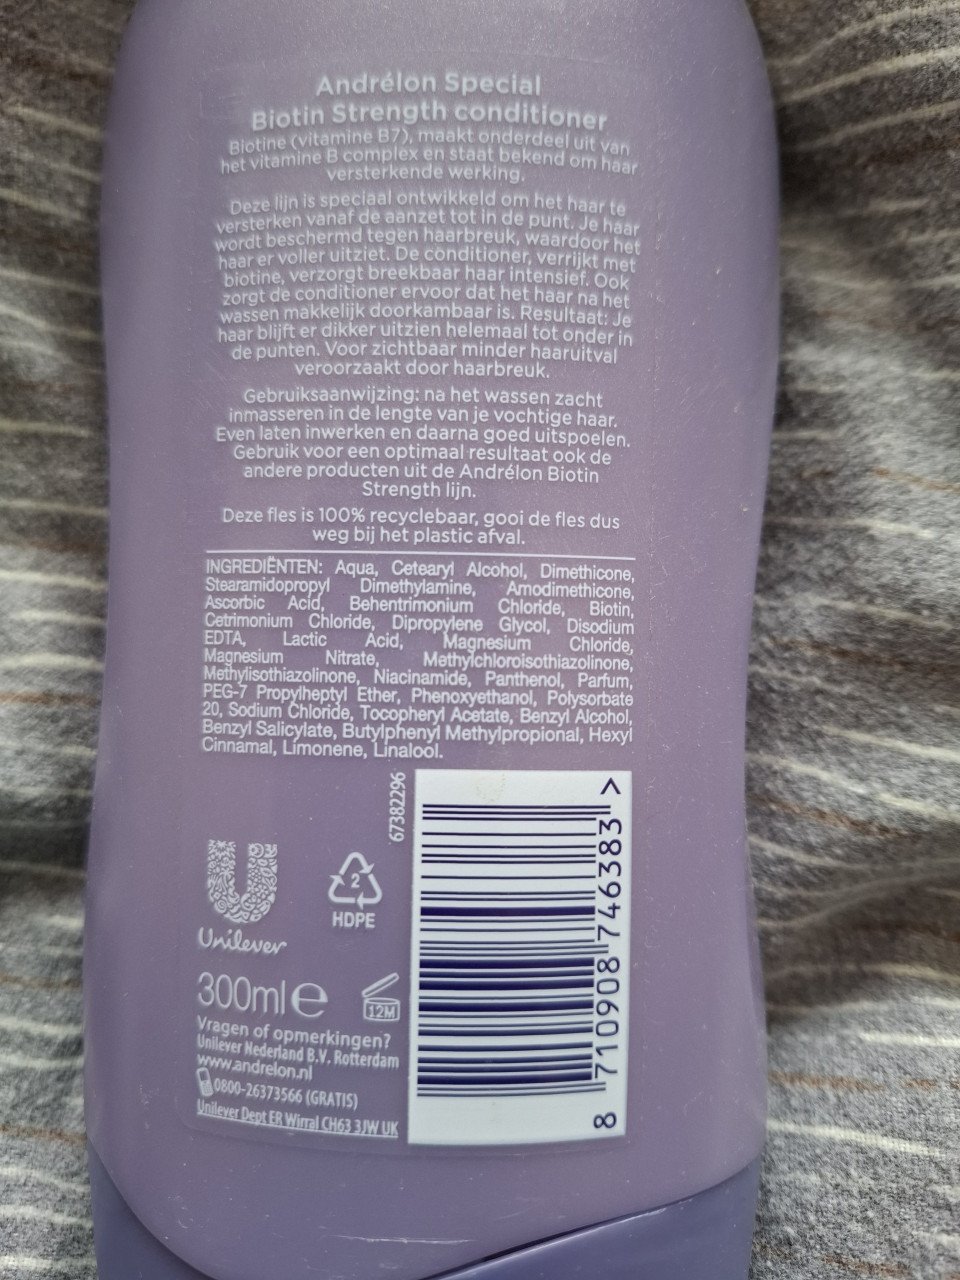 Andrélon Special
Biotin Strength conditioner
Biotine (vitamine B7), maakt onderdeel uit van
het vitamine B complex en staat bekend om haar
versterkende werking.
Deze lijn is speciaal ontwikkeld om het haar te
versterken vanaf de aanzet tot in de punt. Je haar
wordt beschermd tegen haarbreuk, waardoor het
haar er voller uitziet. De conditioner, verrijkt met
biotine, verzorgt breekbaar haar intensief. Ook
zorgt de conditioner ervoor dat het haar na het
wassen makkelijk doorkambaar is. Resultaat: Je
haar blijft er dikker uitzien helemaal tot onder in
de punten. Voor zichtbaar minder haaruitval
veroorzaakt door haarbreuk.
Gebruiksaanwijzing: na het wassen zacht
inmasseren in de lengte van je vochtige haar.
Even laten inwerken en daarna goed uitspoelen.
Gebruik voor een optimaal resultaat ook de
andere producten uit de Andrélon Biotin
Strength lijn.
Deze fles is 100% recyclebaar, gooi de fles dus
weg bij het plastic afval.
INGREDIËNTEN: Aqua, Cetearyl Alcohol, Dimethicone,
Stearamidopropyl Dimethylamine, Amodimethicone,
Ascorbic Acid, Behentrimonium Chloride, Biotin,
Cetrimonium Chloride, Dipropylene Glycol, Disodium
EDTA, Lactic Acid, Magnesium Chloride,
Magnesium Nitrate, Methylchloroisothiazolinone,
Methylisothiazolinone, Niacinamide, Panthenol, Parfum,
PEG-7 Propylheptyl Ether, Phenoxyethanol, Polysorbate
20, Sodium Chloride, Tocopheryl Acetate, Benzyl Alcohol,
Benzyl Salicylate, Butylphenyl Methylpropional, Hexyl
Cinnamal, Limonene, Linalool.
67382296
8 710908 746383 >
2
HDPE
Unilever
300ml e
12M
Vragen of opmerkingen?
Unilever Nederland B.V. Rotterdam
www.andrelon.nl
0800-26373566 (GRATIS)
Unilever Dept ER Wirral CH63 3JW UK